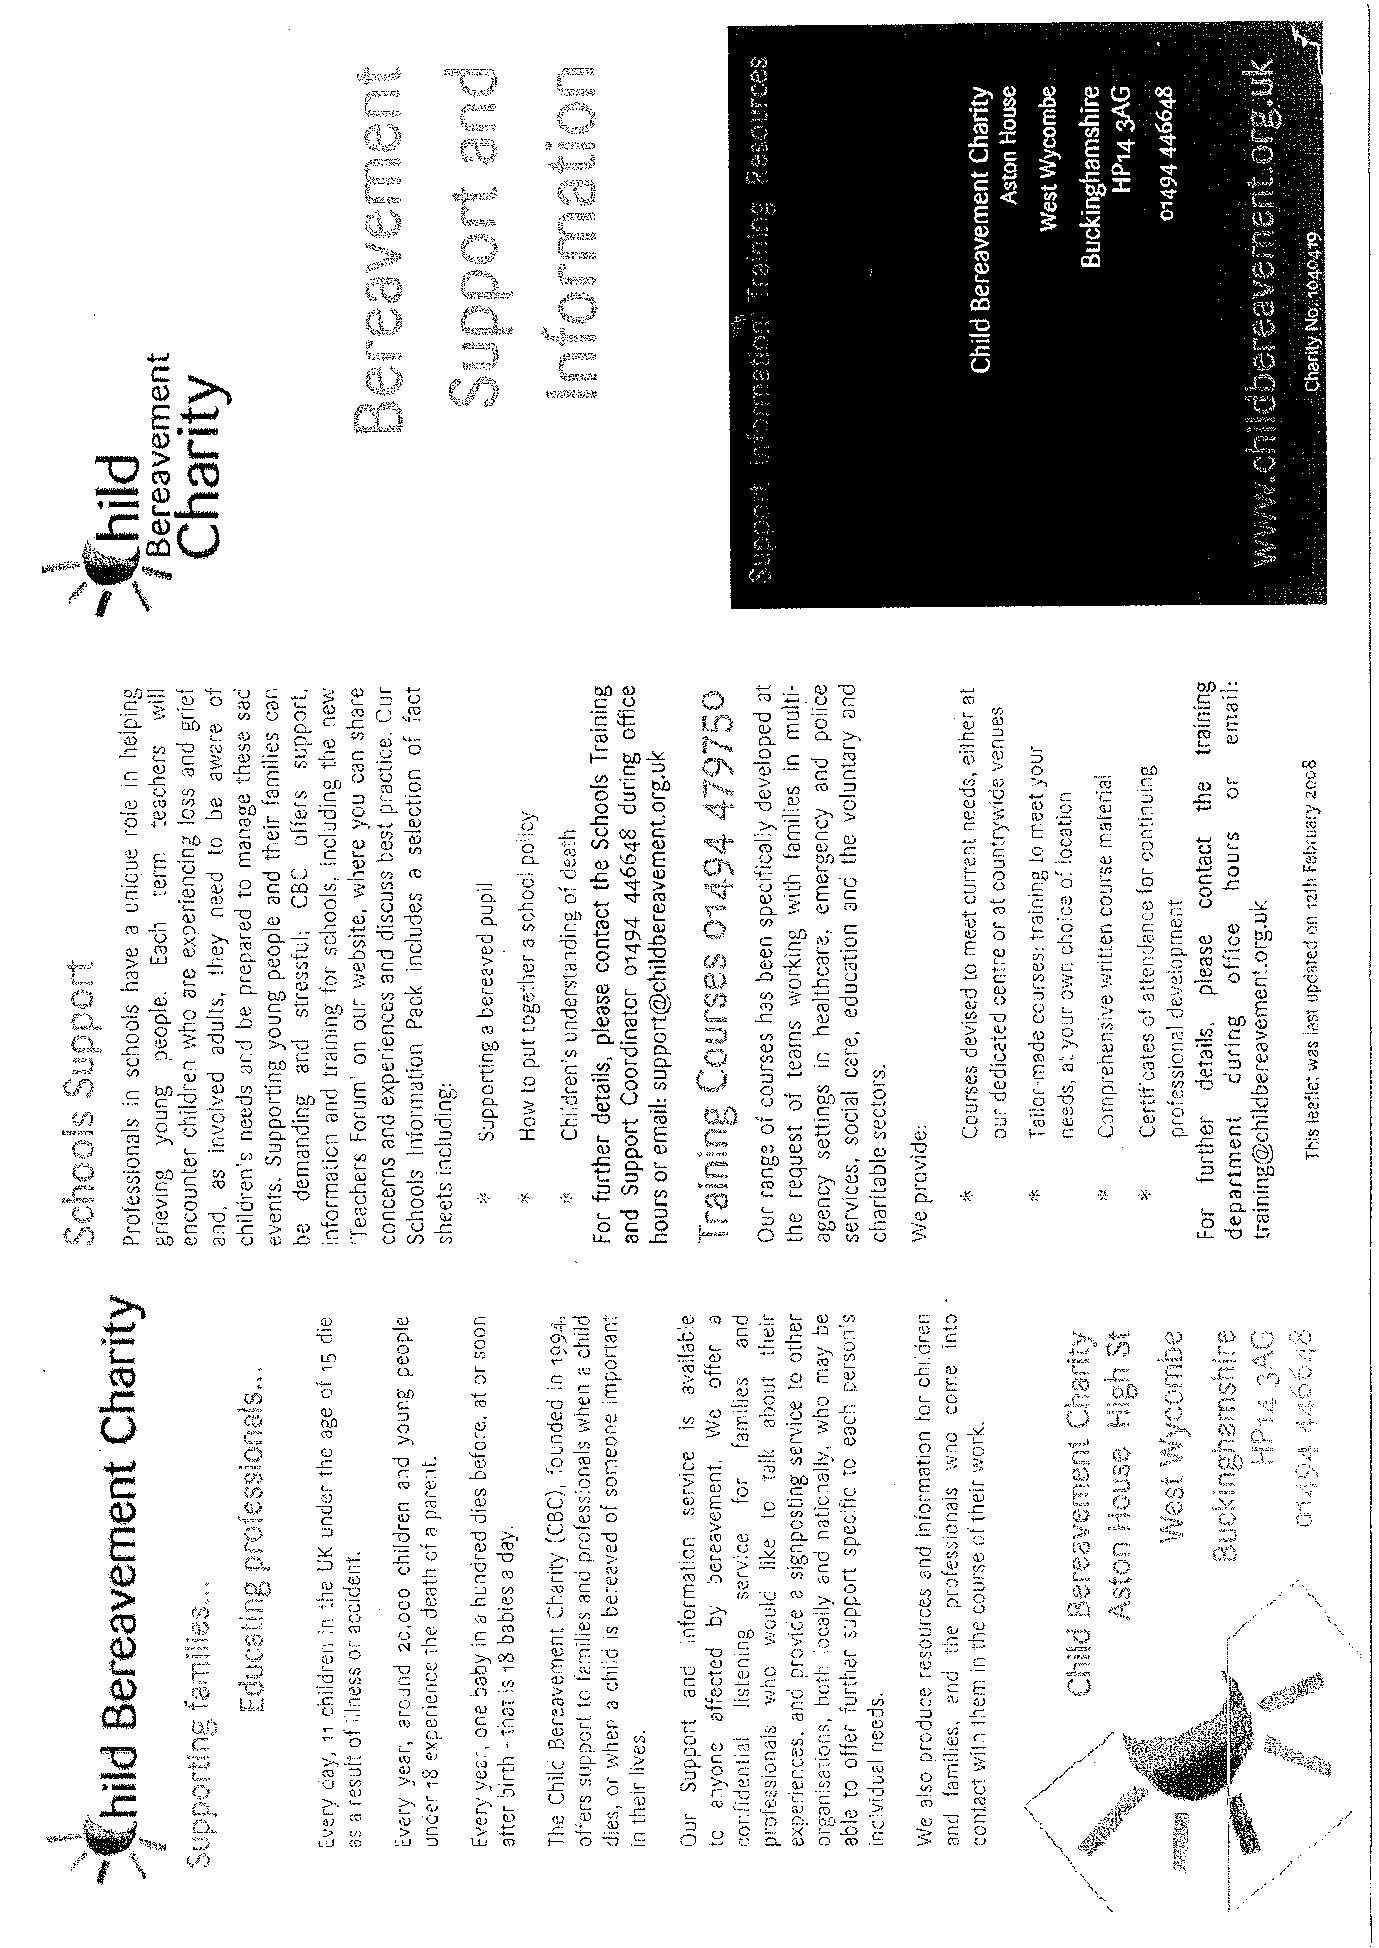 Child Bereavement Charity
Supporting families...
Educating professionals...
Every day, 11 children in the UK under the age of 15 die
as a result of illness or accident.
Every year, around 20,000 children and young people
under 18 experience the death of a parent.
Every year, one baby in a hundred dies before, at or soon
after birth - that is 18 babies a day.
The Child Bereavement Charity (CBC), founded in 1994,
offers support to families and professionals when a child
dies, or when a child is bereaved of someone important
in their lives.
Our Support and information service is available
to anyone affected by bereavement. We offer a
confidential listening service for families and
professionals who would like to talk about their
experiences, and provide a signposting service to other
organisations, both locally and nationally, who may be
able to offer further support specific to each person's
individual needs.
We also produce resources and information for children
and families, and the professionals who come into
contact with them in the course of their work.
Child Bereavement Charity
Aston House High St
West Wycombe
Buckinghamshire
HP14 3AG
01494 446648
Schools Support
Professionals in schools have a unique role in helping
grieving young people. Each term teachers will
encounter children who are experiencing loss and grief
and, as involved adults, they need to be aware of
children's needs and be prepared to manage these sad
events. Supporting young people and their families can
be demanding and stressful; CBC offers support,
information and training for schools, including the new
'Teachers Forum' on our website, where you can share
concerns and experiences and discuss best practice. Our
Schools Information Pack includes a selection of fact
sheets including:
* Supporting a bereaved pupil
* How to put together a school policy
* Children's understanding of death
For further details, please contact the Schools Training
and Support Coordinator 01494 446648 during office
hours or email: support@childbereavement.org.uk
Training Courses 01494 479750
Our range of courses has been specifically developed at
the request of teams working with families in multi-
agency settings in healthcare, emergency and police
services, social care, education and the voluntary and
charitable sectors.
We provide:
* Courses devised to meet current needs, either at
our dedicated centre or at countrywide venues
* Tailor-made courses: training to meet your
needs, at your own choice of location
* Comprehensive written course material
* Certificates of attendance for continuing
professional development
For further details, please contact the training
department during office hours or email:
training@childbereavement.org.uk
This leaflet was last updated on 12th February 2008
Child
Bereavement
Charity
Bereavement
Support and
Information
Support Information Training Resources
Child Bereavement Charity
Aston House
West Wycombe
Buckinghamshire
HP14 3AG
01494 446648
www.childbereavement.org.uk
Charity No: 1040419